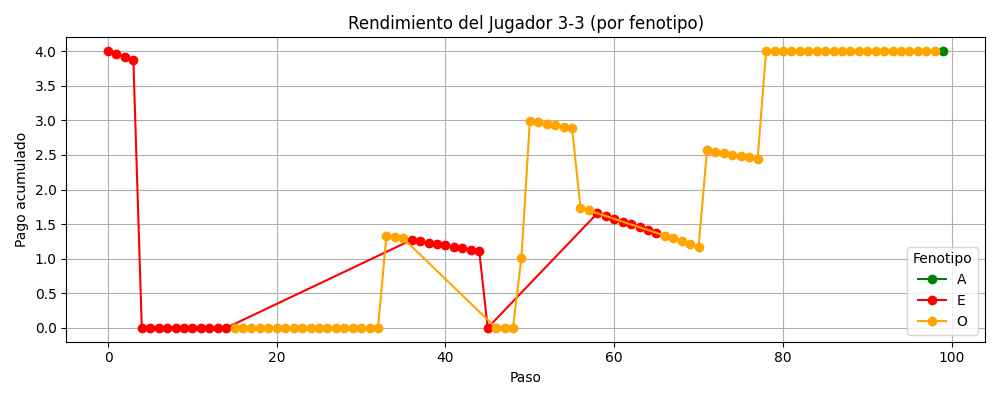 Rendimiento del Jugador 3-3 (por fenotipo)
Pago acumulado
4.0
3.5
3.0
2.5
2.0
1.5
1.0
0.5
0.0
Fenotipo
A
E
O
0
20
40
60
80
100
Paso